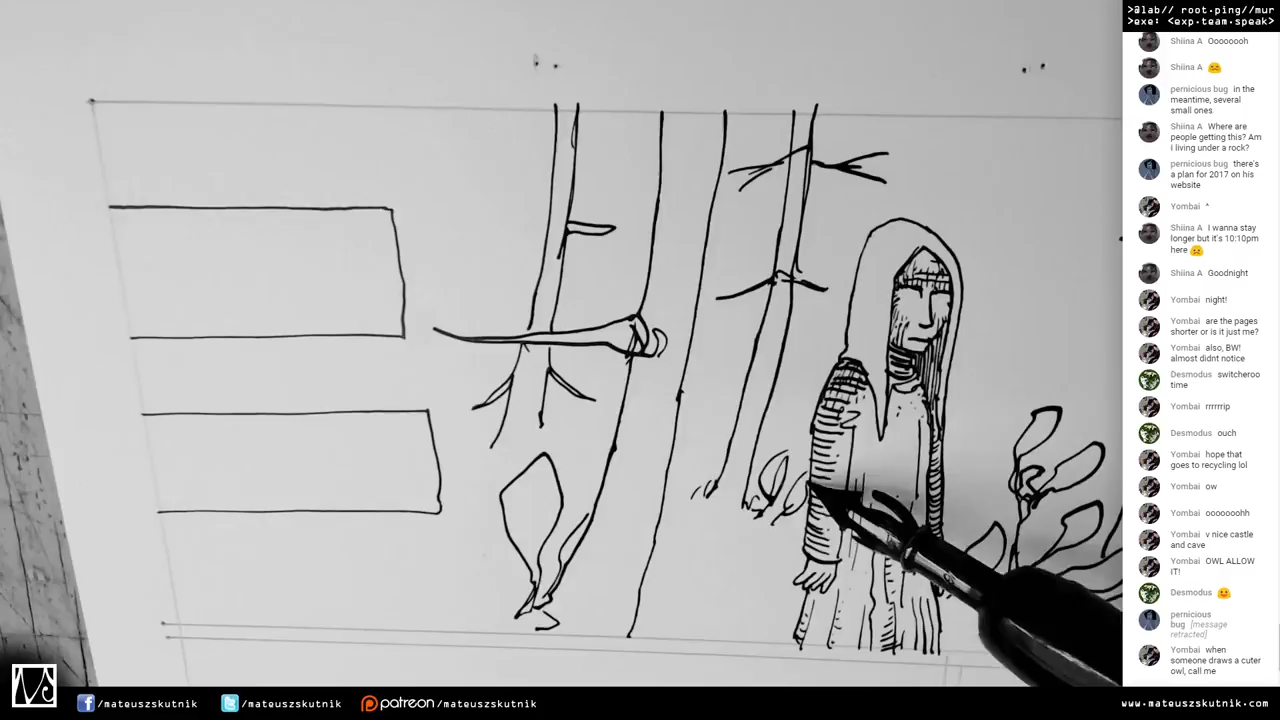 >@lab// root.ping//mur
>exe: <exp.team.speak>
Shiina A Oooooooh
Shiina A
pernicious bug in the
meantime, several
small ones
Shiina A Where are
people getting this? Am
I living under a rock?
pernicious bug there's
a plan for 2017 on his
website
Yombai ^
Shiina A I wanna stay
longer but it's 10:10pm
here
Shiina A Goodnight
Yombai night!
Yombai are the pages
shorter or is it just me?
Yombai also, BW!
almost didnt notice
Desmodus switcheroo
time
Yombai rrrrrrip
Desmodus ouch
Yombai hope that
goes to recycling lol
Yombai ow
Yombai ooooooohh
Yombai v nice castle
and cave
Yombai OWL ALLOW
IT!
Desmodus
pernicious
bug [message
retracted]
Yombai when
someone draws a cuter
owl, call me
/mateuszskutnik /mateuszskutnik patreon/mateuszskutnik www.mateuszskutnik.com